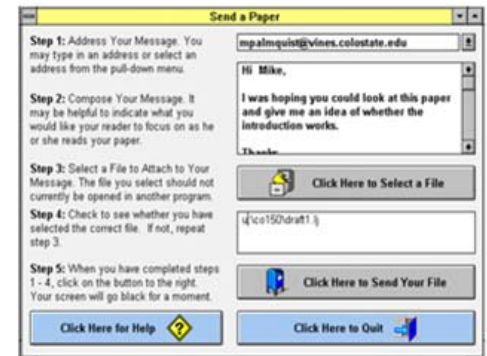 Send a Paper
Step 1: Address Your Message. You
may type in an address or select an
address from the pull-down menu.
mpalmquist@vines.colostate.edu
Step 2: Compose Your Message. It
may be helpful to indicate what you
would like your reader to focus on as he
or she reads your paper.
Hi Mike,
I was hoping you could look at this paper
and give me an idea of whether the
introduction works.
Thanks
Step 3: Select a File to Attach to Your
Message. The file you select should not
currently be opened in another program.
Click Here to Select a File
Step 4: Check to see whether you have
selected the correct file. If not, repeat
step 3.
Step 5: When you have completed steps
1 - 4, click on the button to the right.
Your screen will go black for a moment.
Click Here to Send Your File
Click Here for Help
Click Here to Quit